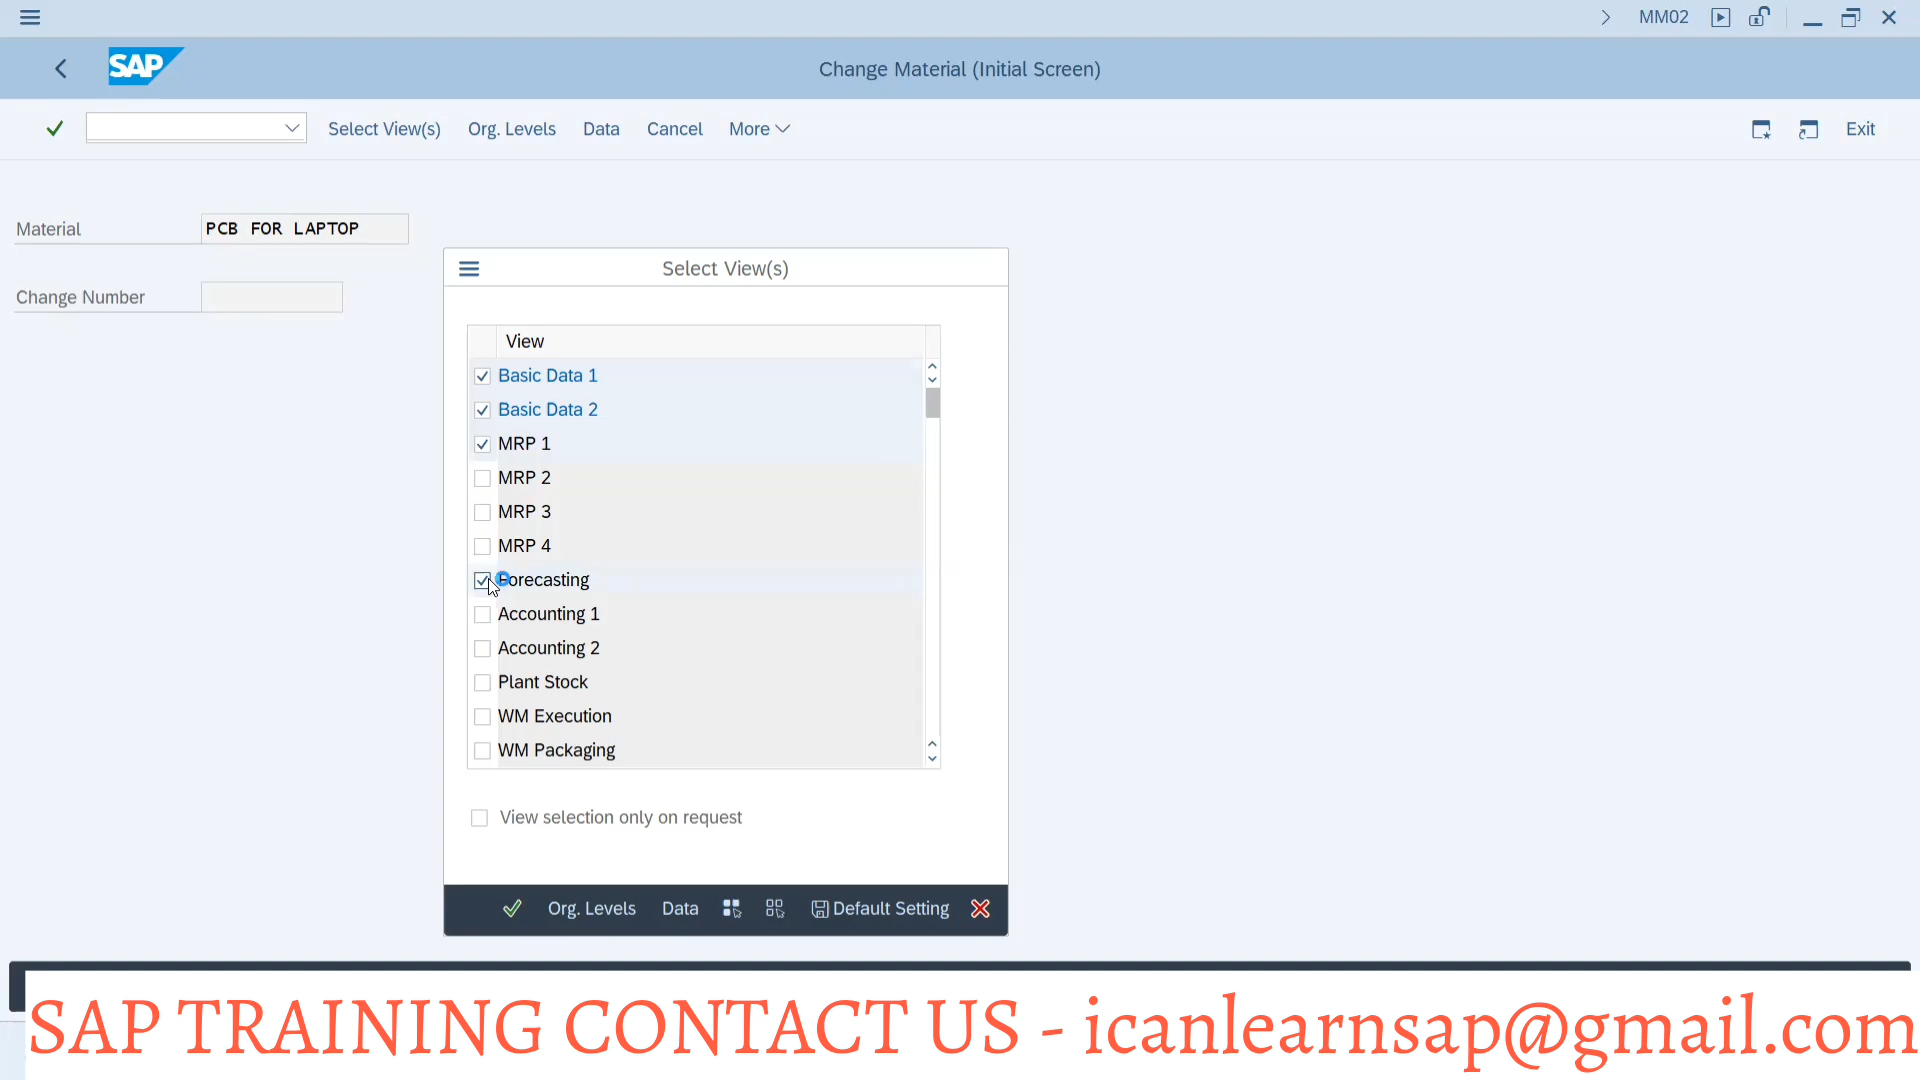 MM02
SAP
Change Material (Initial Screen)
Select View(s) Org. Levels Data Cancel More Exit
Material PCB FOR LAPTOP
Change Number
Select View(s)
View
Basic Data 1
Basic Data 2
MRP 1
MRP 2
MRP 3
MRP 4
Forecasting
Accounting 1
Accounting 2
Plant Stock
WM Execution
WM Packaging
View selection only on request
Org. Levels Data Default Setting
SAP TRAINING CONTACT US - icanlearnsap@gmail.com